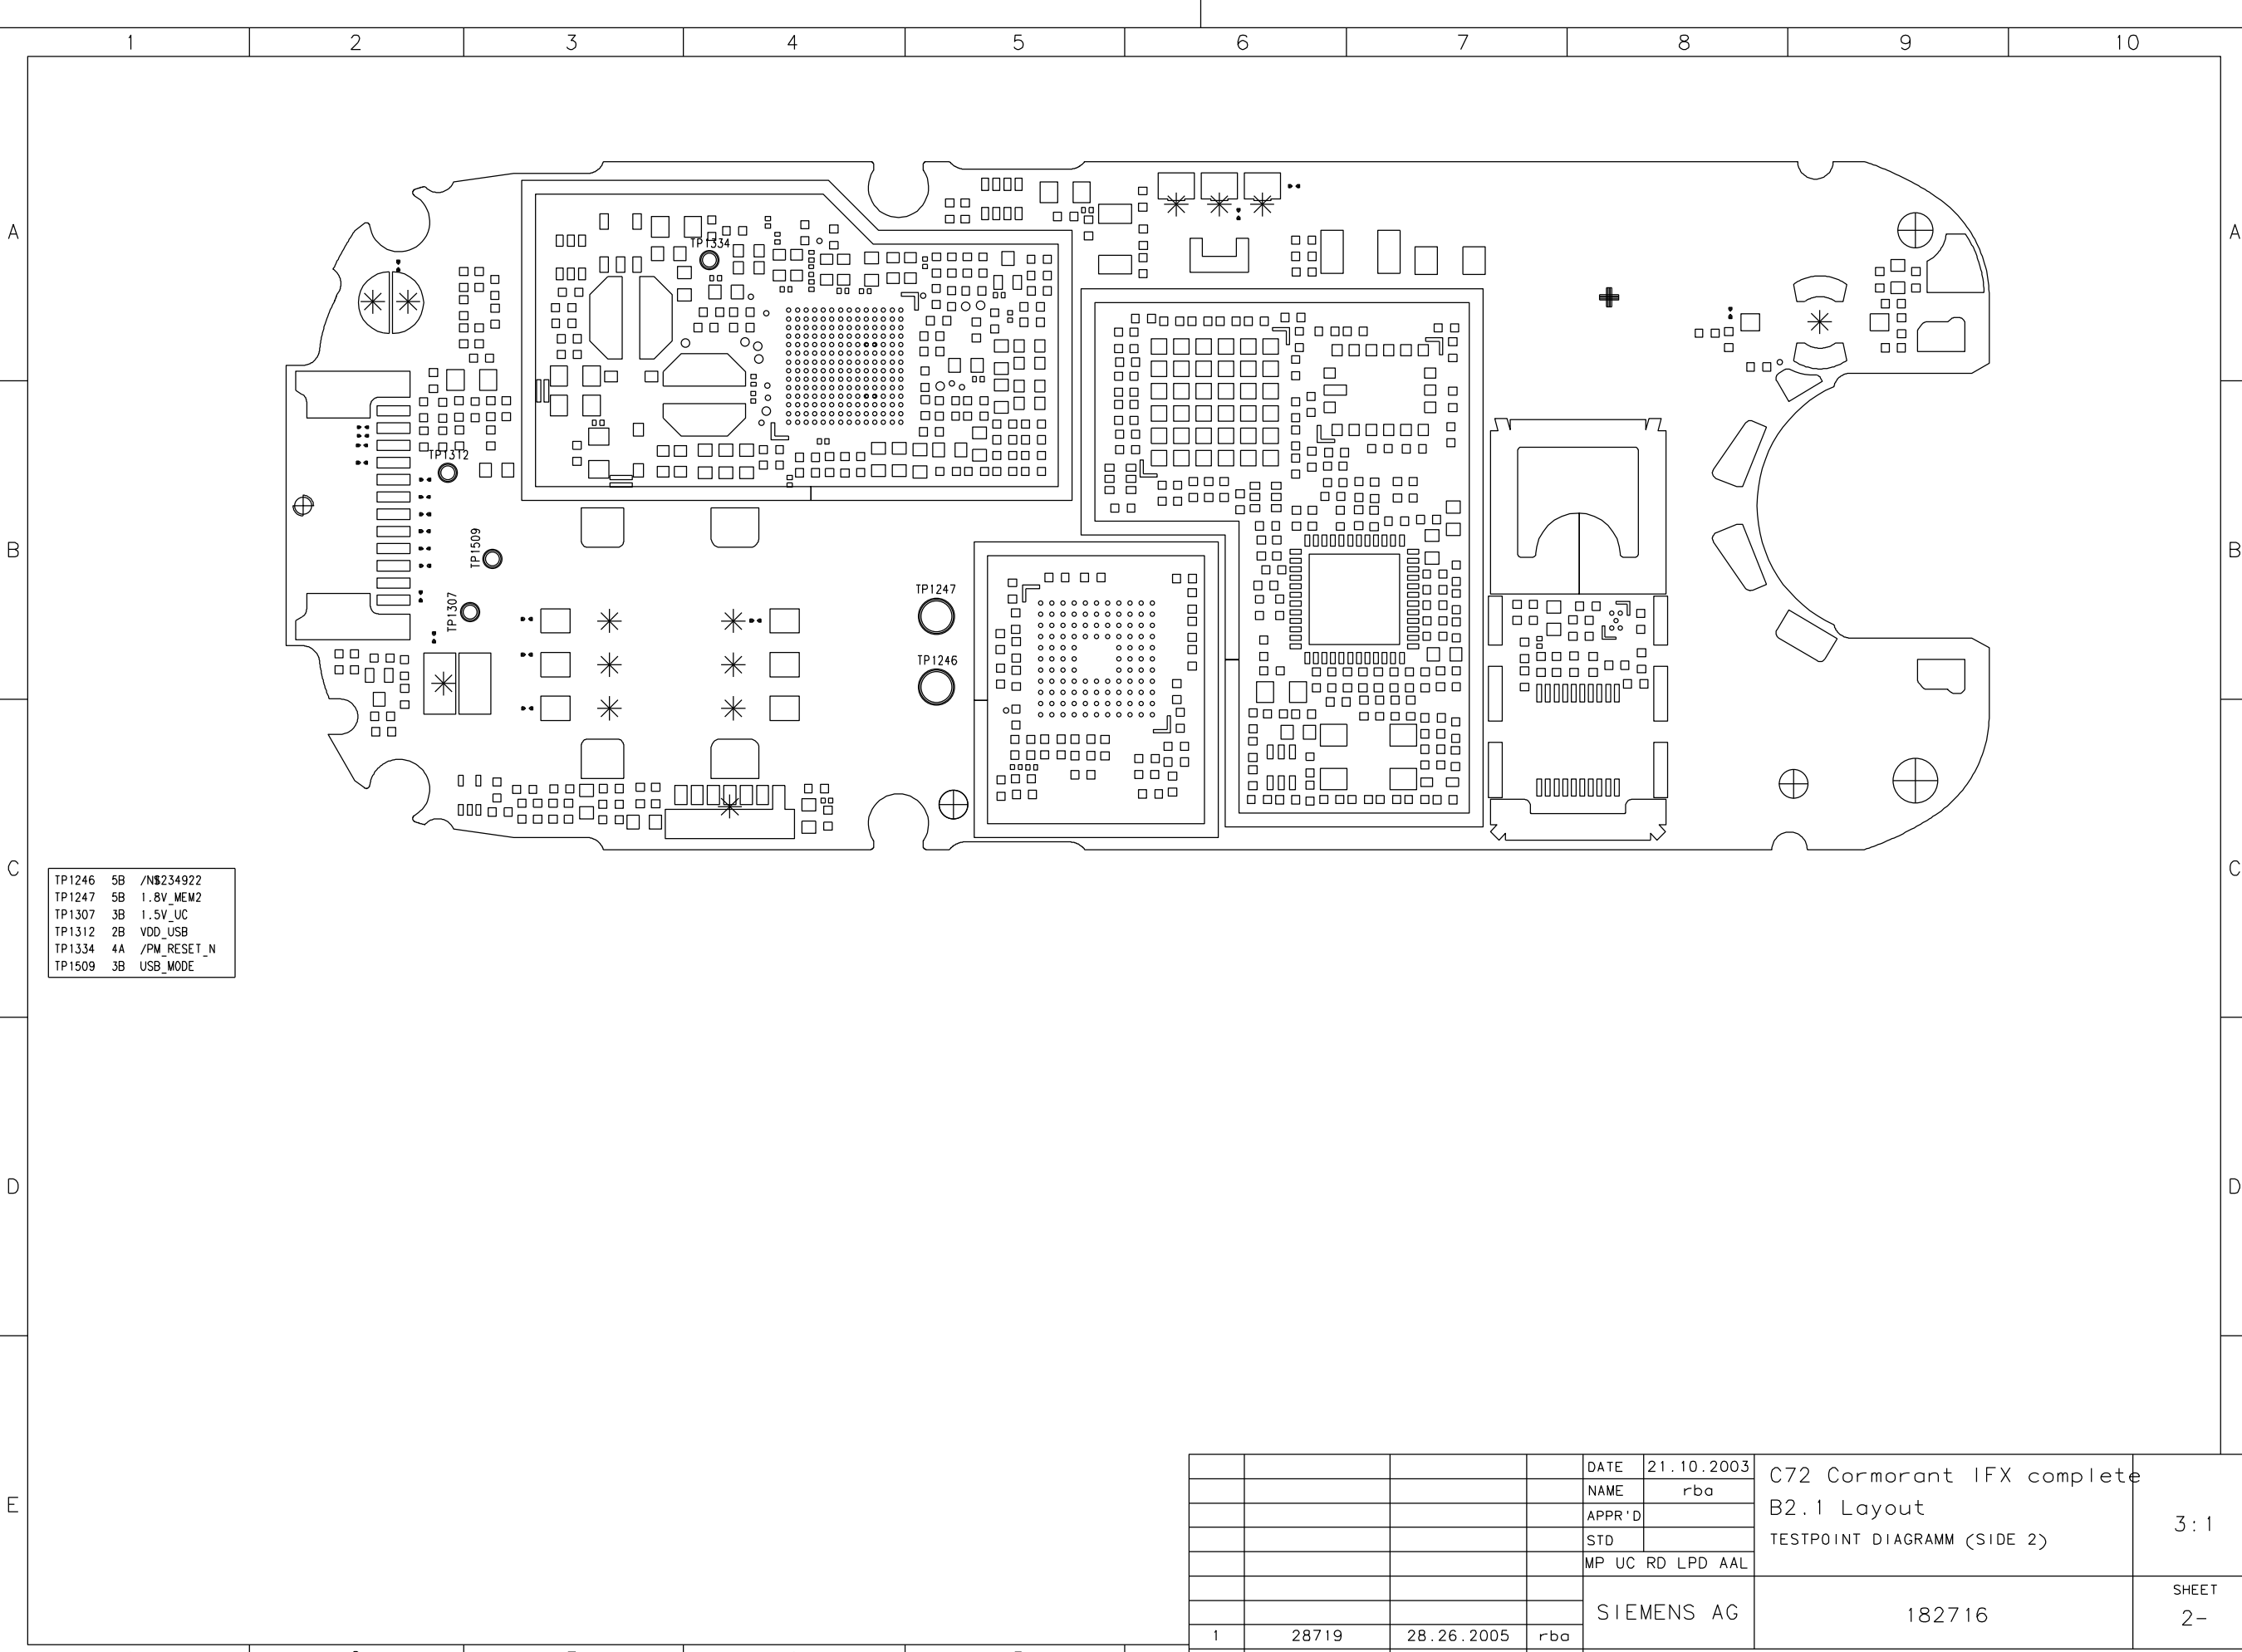 1 2 3 4 5 6 7 8 9 10
A A
TP1334
TP1312
TP1509
B B
TP1247
TP1307
TP1246
C C
TP1246 5B /N$234922
TP1247 5B 1.8V_MEM2
TP1307 3B 1.5V_UC
TP1312 2B VDD_USB
TP1334 4A /PM_RESET_N
TP1509 3B USB_MODE
D D
E
DATE 21.10.2003
NAME rba
APPR'D
STD
MP UC RD LPD AAL
C72 Cormorant IFX complete
B2.1 Layout
TESTPOINT DIAGRAMM (SIDE 2)
3:1
SIEMENS AG
182716
SHEET
2-
1 28719 28.26.2005 rba